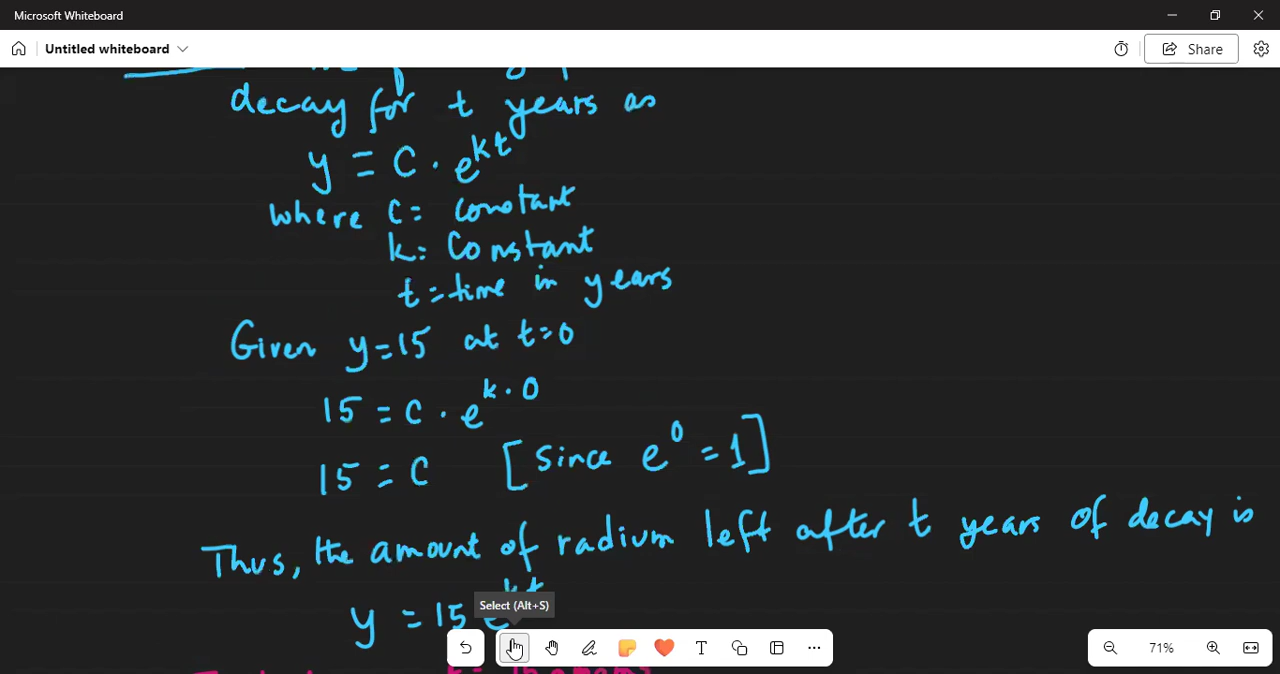 Microsoft Whiteboard
Untitled whiteboard
Share
decay for t years as
y = C · e^kt
where C = constant
k = Constant
t = time in years
Given y = 15 at t = 0
15 = C · e^k·0
15 = C [since e^0 = 1]
Thus, the amount of radium left after t years of decay is
y = 15 e^kt
Select (Alt+S)
T
71%